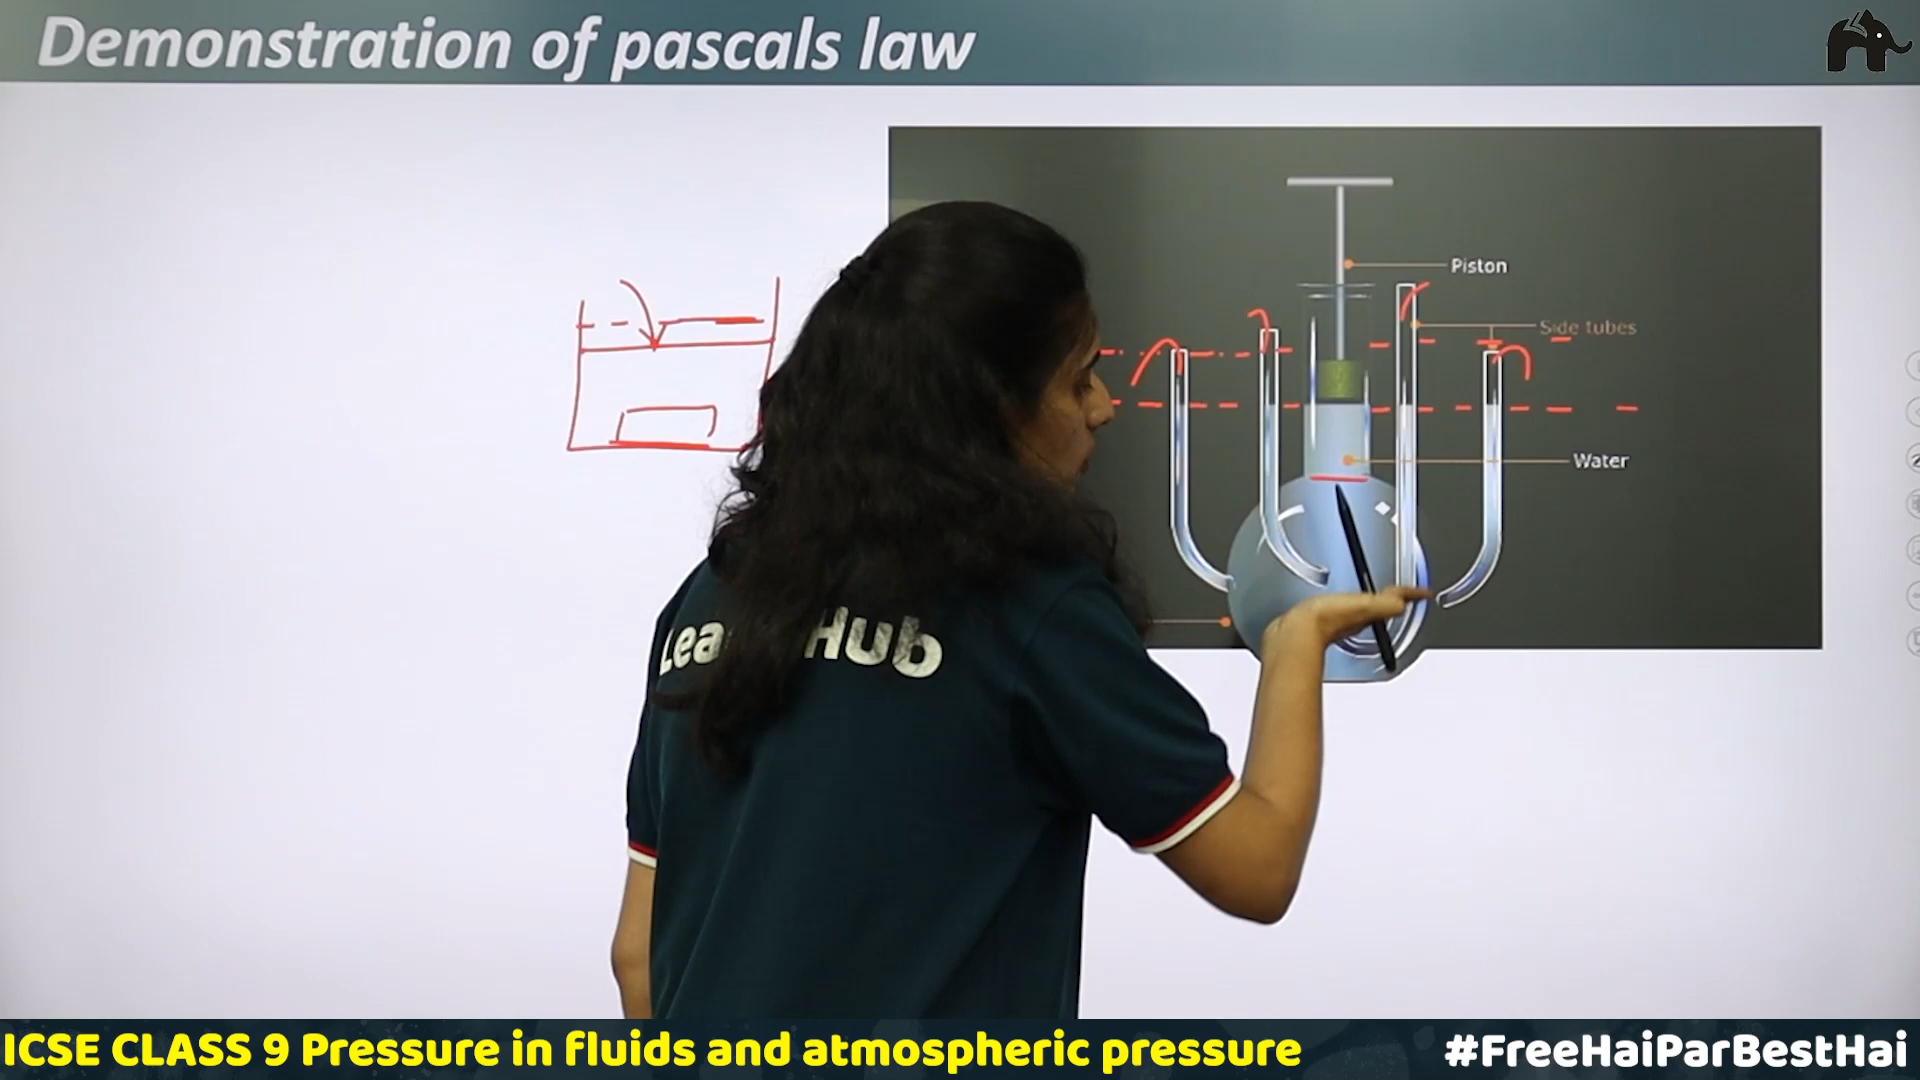 Demonstration of pascals law
Piston
Side tubes
Water
Hub
ICSE CLASS 9 Pressure in fluids and atmospheric pressure
#FreeHaiParBestHai